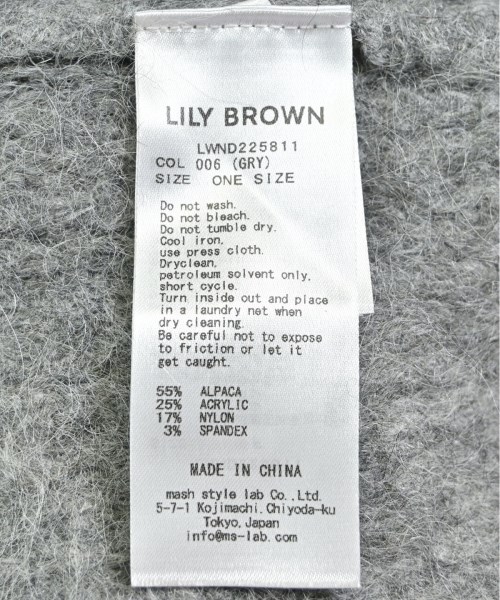 LILY BROWN
LWND225811
COL 006 (GRY)
SIZE ONE SIZE
Do not wash.
Do not bleach.
Do not tumble dry.
Cool iron,
use press cloth.
Dryclean,
petroleum solvent only,
short cycle.
Turn inside out and place
in a laundry net when
dry cleaning.
Be careful not to expose
to friction or let it
get caught.
55% ALPACA
25% ACRYLIC
17% NYLON
3% SPANDEX
MADE IN CHINA
mash style lab Co.,Ltd.
5-7-1 Kojimachi,Chiyoda-ku
Tokyo,Japan
info@ms-lab.com